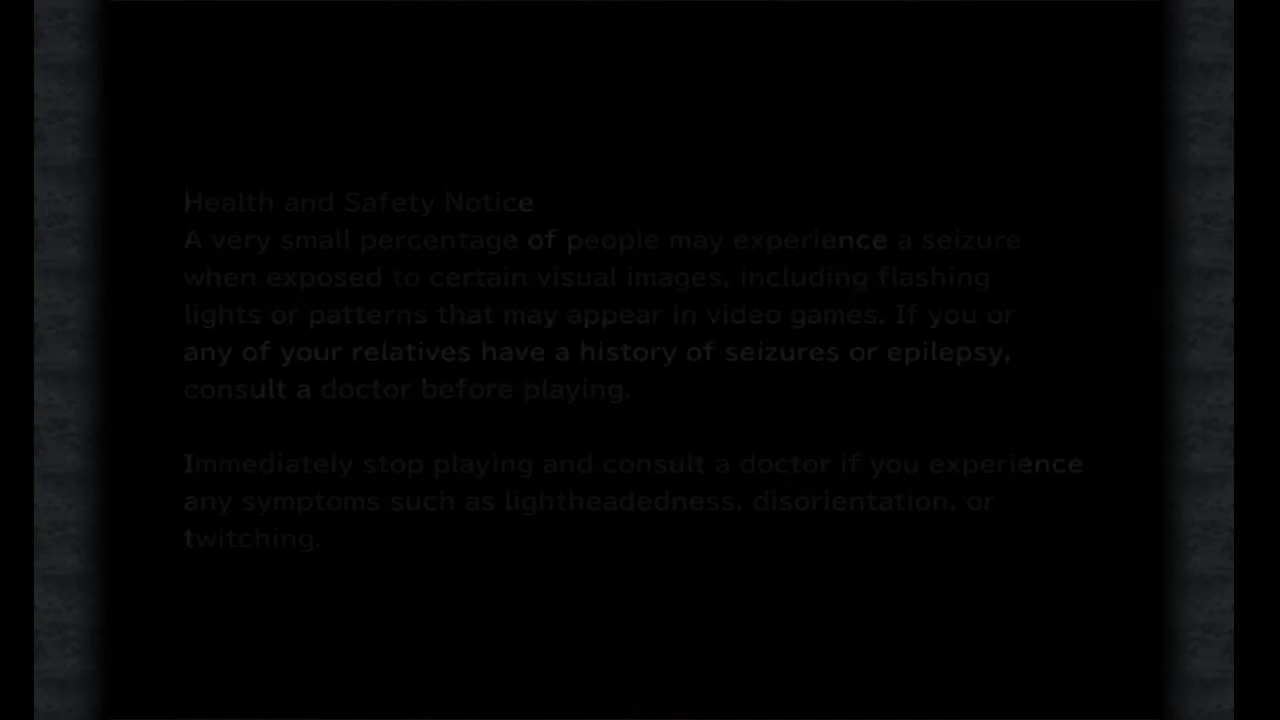 Health and Safety Notice
A very small percentage of people may experience a seizure
when exposed to certain visual images, including flashing
lights or patterns that may appear in video games. If you or
any of your relatives have a history of seizures or epilepsy,
consult a doctor before playing.
Immediately stop playing and consult a doctor if you experience
any symptoms such as lightheadedness, disorientation, or
twitching.